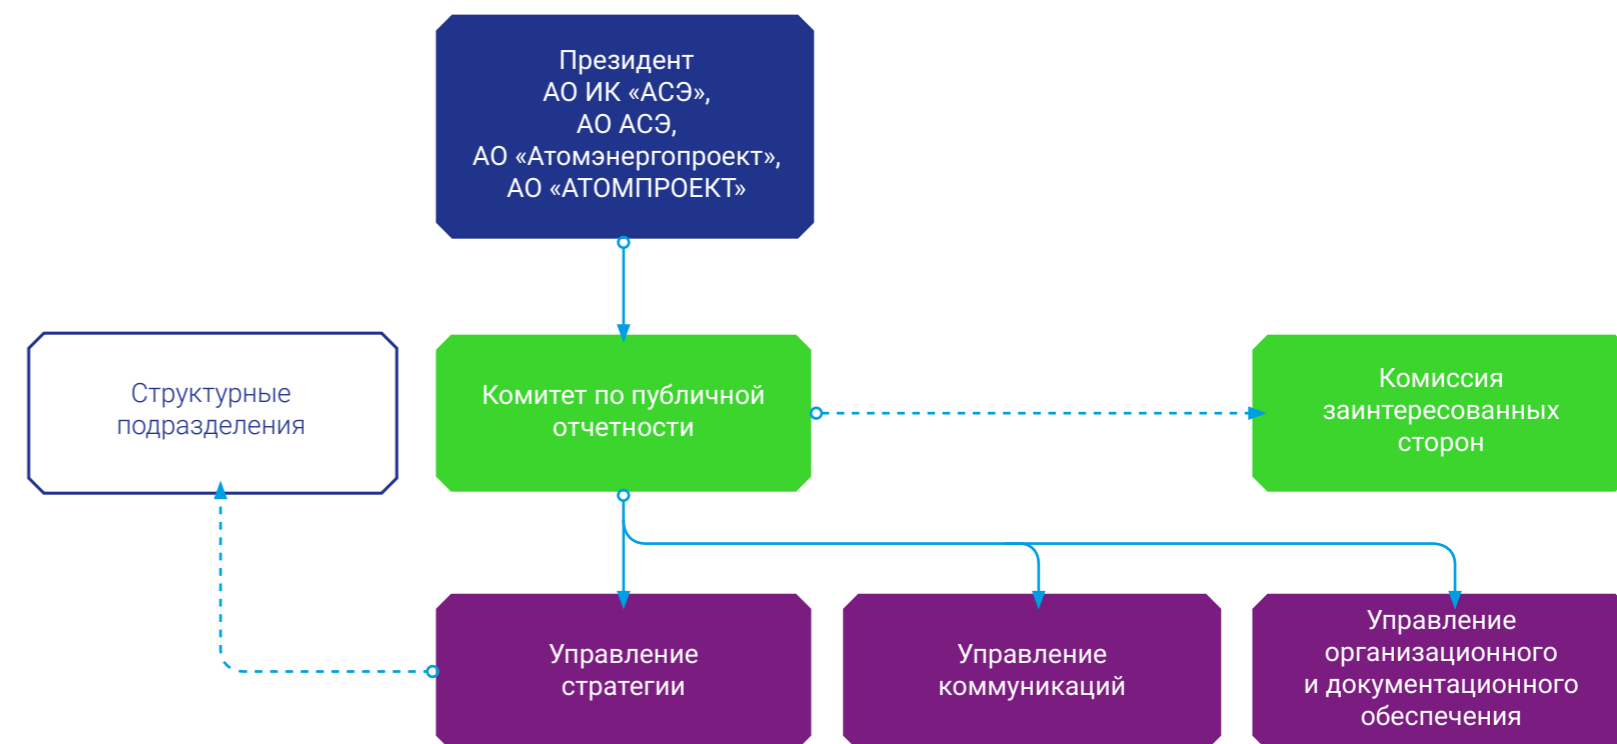 Президент
АО ИК «АСЭ»,
АО АСЭ,
АО «Атомэнергопроект»,
АО «АТОМПРОЕКТ»
Структурные
подразделения
Комитет по публичной
отчетности
Комиссия
заинтересованных
сторон
Управление
стратегии
Управление
коммуникаций
Управление
организационного
и документационного
обеспечения